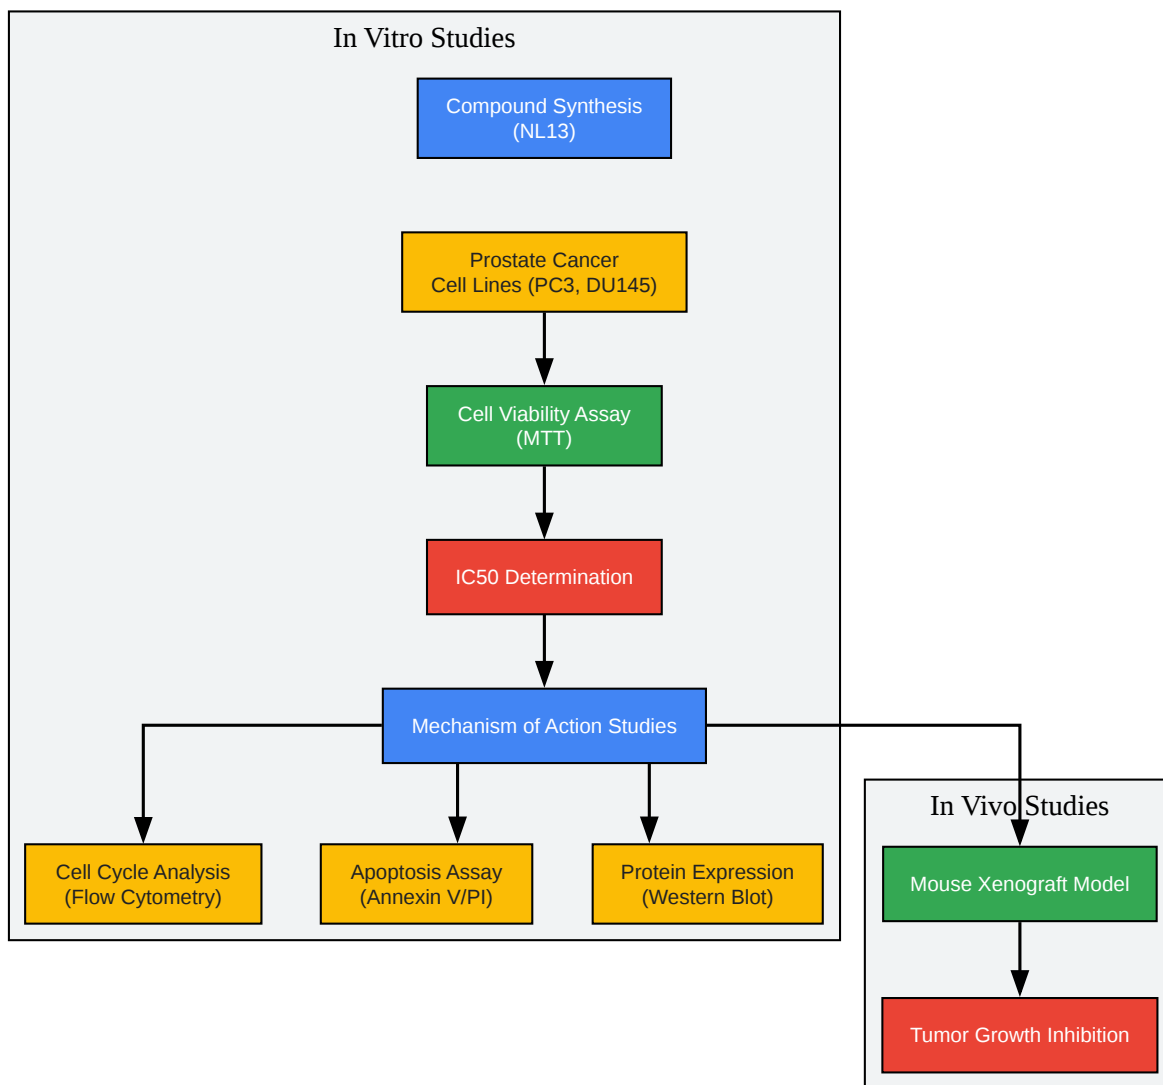 In Vitro Studies
Compound Synthesis
(NL13)
Prostate Cancer
Cell Lines (PC3, DU145)
Cell Viability Assay
(MTT)
IC50 Determination
Mechanism of Action Studies
Cell Cycle Analysis
(Flow Cytometry)
Apoptosis Assay
(Annexin V/PI)
Protein Expression
(Western Blot)
In Vivo Studies
Mouse Xenograft Model
Tumor Growth Inhibition